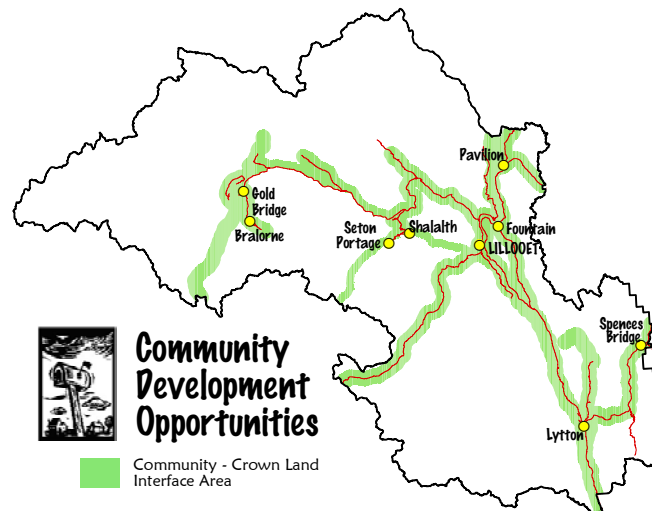 Pavilion
Gold
Bridge
Bralorne
Seton
Portage
Shalalth
Fountain
LILLOOET
Spences
Bridge
Lytton
Community
Development
Opportunities
Community - Crown Land
Interface Area